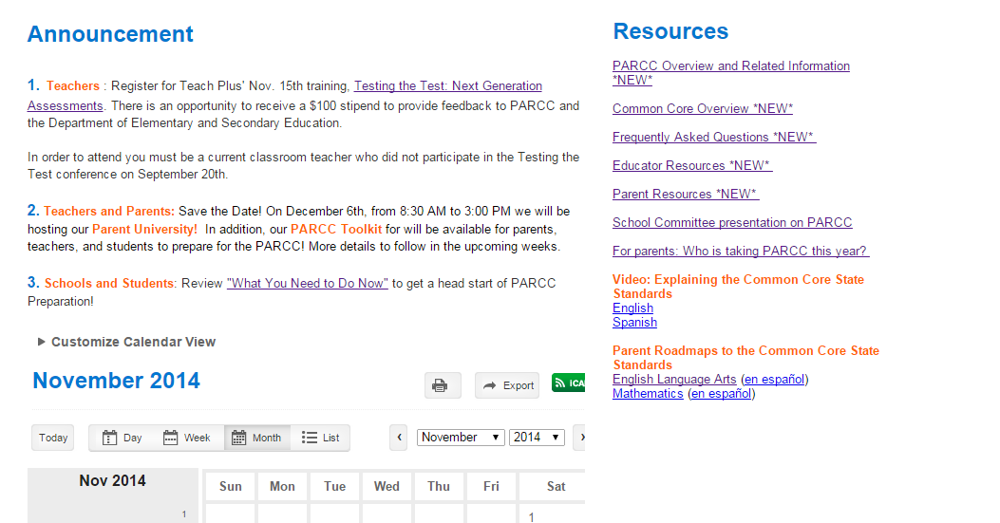 Announcement
1. Teachers : Register for Teach Plus' Nov. 15th training, Testing the Test: Next Generation
Assessments. There is an opportunity to receive a $100 stipend to provide feedback to PARCC and
the Department of Elementary and Secondary Education.
In order to attend you must be a current classroom teacher who did not participate in the Testing the
Test conference on September 20th.
2. Teachers and Parents: Save the Date! On December 6th, from 8:30 AM to 3:00 PM we will be
hosting our Parent University! In addition, our PARCC Toolkit for will be available for parents,
teachers, and students to prepare for the PARCC! More details to follow in the upcoming weeks.
3. Schools and Students: Review "What You Need to Do Now" to get a head start of PARCC
Preparation!
Customize Calendar View
November 2014
Export
ICA
Today
Day
Week
Month
List
November
2014
Nov 2014
Sun Mon Tue Wed Thu Fri Sat
1
1
Resources
PARCC Overview and Related Information
*NEW*
Common Core Overview *NEW*
Frequently Asked Questions *NEW*
Educator Resources *NEW*
Parent Resources *NEW*
School Committee presentation on PARCC
For parents: Who is taking PARCC this year?
Video: Explaining the Common Core State
Standards
English
Spanish
Parent Roadmaps to the Common Core State
Standards
English Language Arts (en español)
Mathematics (en español)